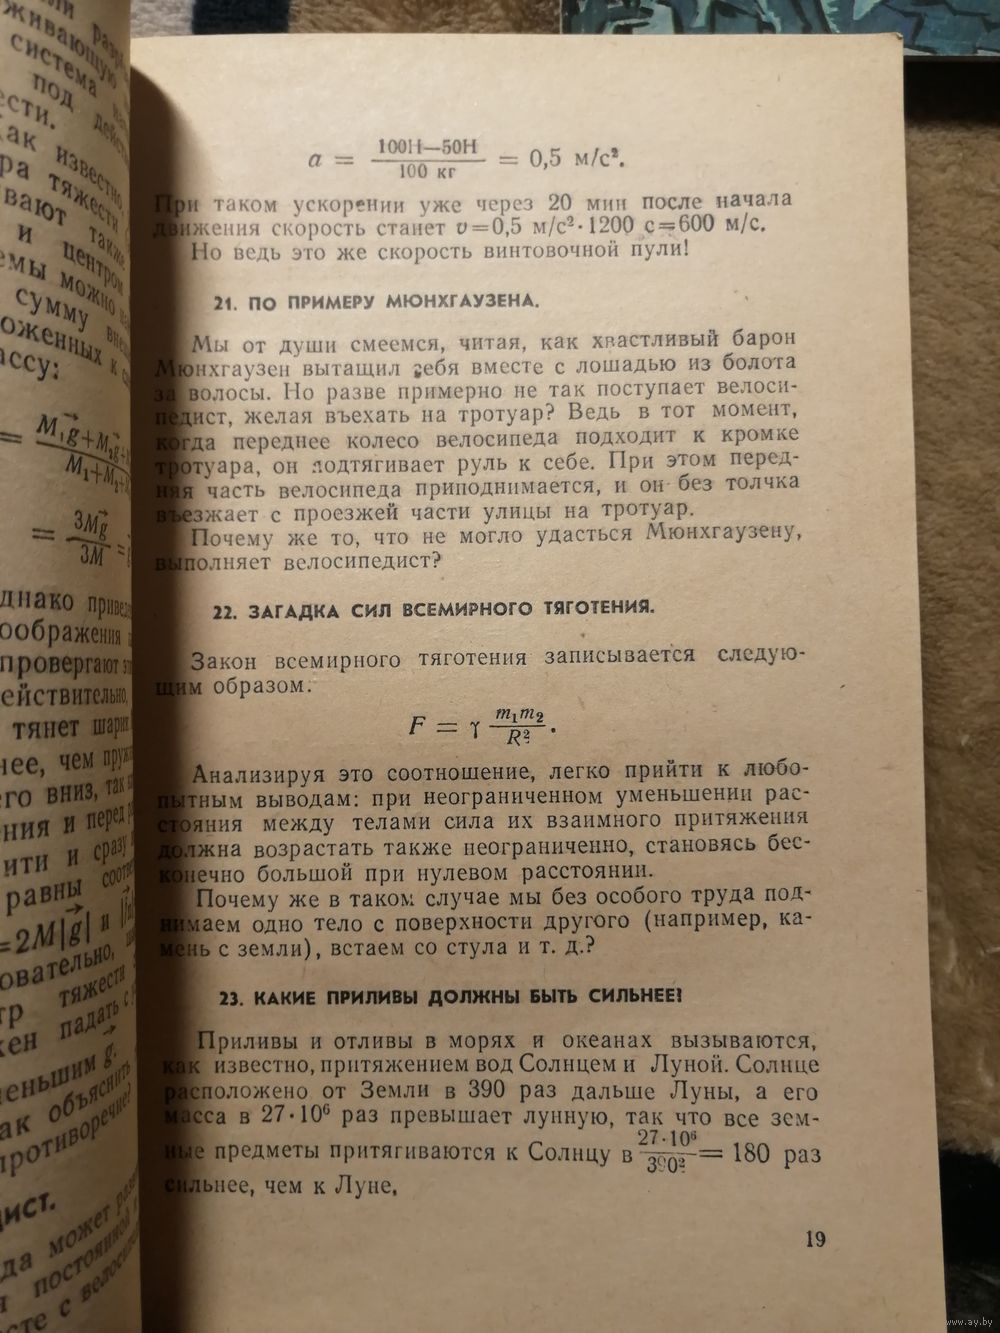 a = 100Н—50Н / 100 кг = 0,5 м/с².
При таком ускорении уже через 20 мин после начала
движения скорость станет v=0,5 м/с²·1200 с=600 м/с.
Но ведь это же скорость винтовочной пули!
21. ПО ПРИМЕРУ МЮНХГАУЗЕНА.
Мы от души смеемся, читая, как хвастливый барон
Мюнхгаузен вытащил себя вместе с лошадью из болота
за волосы. Но разве примерно не так поступает велоси-
педист, желая въехать на тротуар? Ведь в тот момент,
когда переднее колесо велосипеда подходит к кромке
тротуара, он подтягивает руль к себе. При этом перед-
няя часть велосипеда приподнимается, и он без толчка
въезжает с проезжей части улицы на тротуар.
Почему же то, что не могло удасться Мюнхгаузену,
выполняет велосипедист?
22. ЗАГАДКА СИЛ ВСЕМИРНОГО ТЯГОТЕНИЯ.
Закон всемирного тяготения записывается следую-
щим образом:
F = γ m₁m₂ / R².
Анализируя это соотношение, легко прийти к любо-
пытным выводам: при неограниченном уменьшении рас-
стояния между телами сила их взаимного притяжения
должна возрастать также неограниченно, становясь бес-
конечно большой при нулевом расстоянии.
Почему же в таком случае мы без особого труда под-
нимаем одно тело с поверхности другого (например, ка-
мень с земли), встаем со стула и т. д.?
23. КАКИЕ ПРИЛИВЫ ДОЛЖНЫ БЫТЬ СИЛЬНЕЕ?
Приливы и отливы в морях и океанах вызываются,
как известно, притяжением вод Солнцем и Луной. Солнце
расположено от Земли в 390 раз дальше Луны, а его
масса в 27·10⁶ раз превышает лунную, так что все зем-
ные предметы притягиваются к Солнцу в 27·10⁶ / 390² = 180 раз
сильнее, чем к Луне,
19
www.ay.by